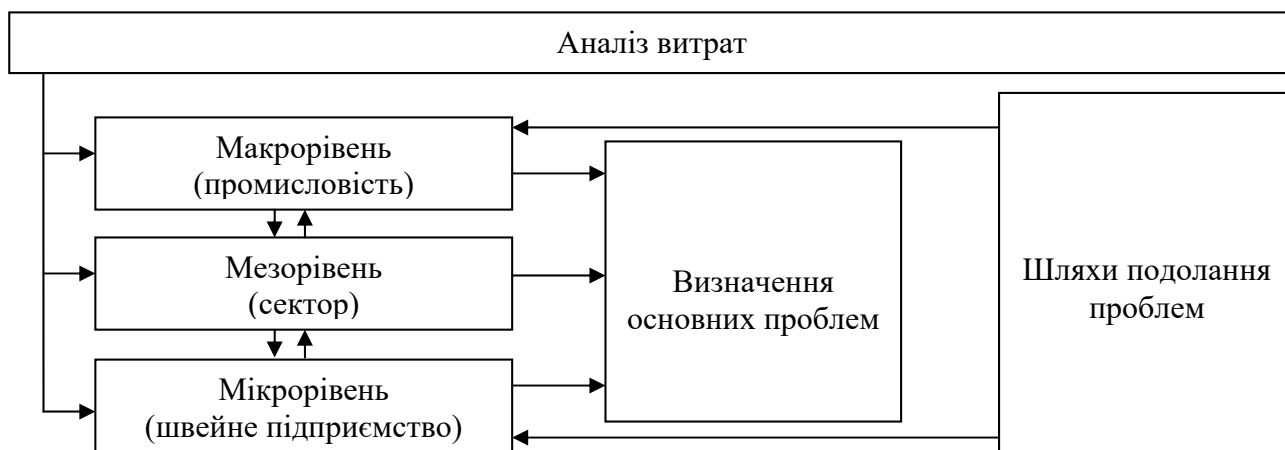 Аналіз витрат
Макрорівень
(промисловість)
Мезорівень
(сектор)
Мікрорівень
(швейне підприємство)
Визначення
основних проблем
Шляхи подолання
проблем